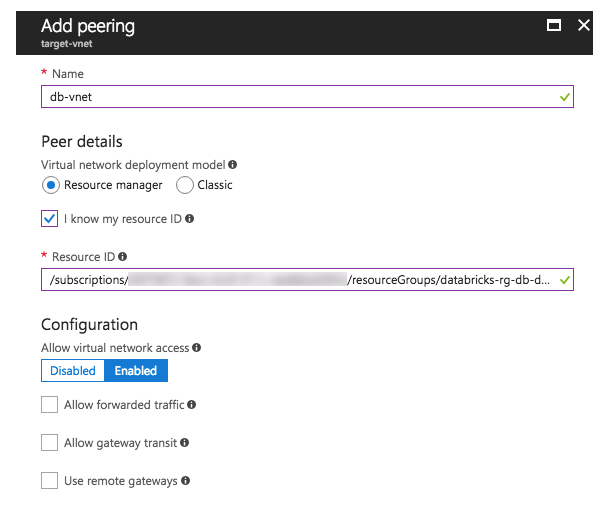 Add peering
target-vnet
* Name
db-vnet
Peer details
Virtual network deployment model
Resource manager Classic
I know my resource ID
* Resource ID
/subscriptions/ /resourceGroups/databricks-rg-db-d...
Configuration
Allow virtual network access
Disabled Enabled
Allow forwarded traffic
Allow gateway transit
Use remote gateways